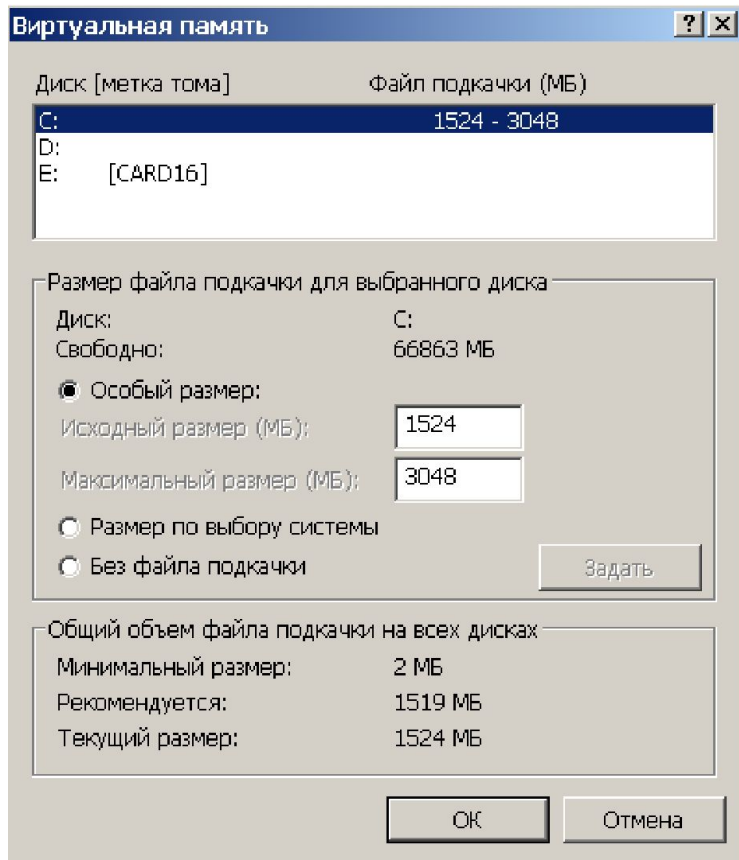 Виртуальная память
Диск [метка тома] Файл подкачки (МБ)
C: 1524 - 3048
D:
E: [CARD16]
Размер файла подкачки для выбранного диска
Диск: C:
Свободно: 66863 МБ
Особый размер:
Исходный размер (МБ): 1524
Максимальный размер (МБ): 3048
Размер по выбору системы
Без файла подкачки
Задать
Общий объем файла подкачки на всех дисках
Минимальный размер: 2 МБ
Рекомендуется: 1519 МБ
Текущий размер: 1524 МБ
ОК Отмена